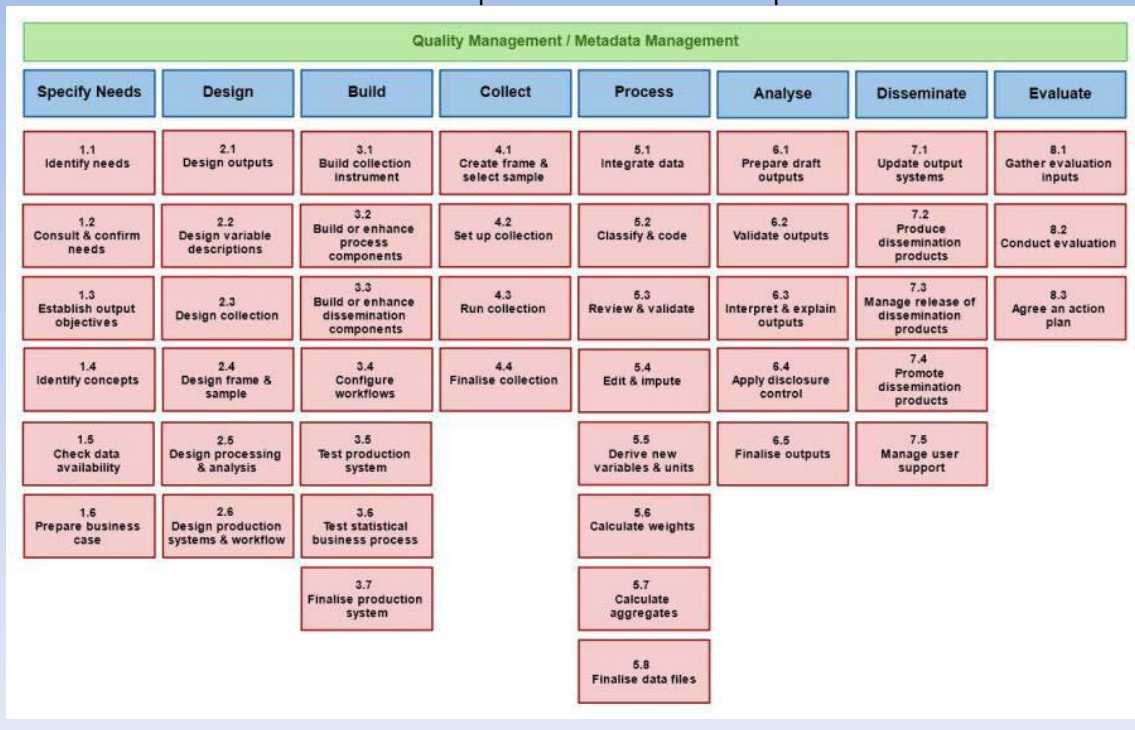 Quality Management / Metadata Management
Specify Needs
Design
Build
Collect
Process
Analyse
Disseminate
Evaluate
1.1
Identify needs
2.1
Design outputs
3.1
Build collection
instrument
4.1
Create frame &
select sample
5.1
Integrate data
6.1
Prepare draft
outputs
7.1
Update output
systems
8.1
Gather evaluation
inputs
1.2
Consult & confirm
needs
2.2
Design variable
descriptions
3.2
Build or enhance
process
components
4.2
Set up collection
5.2
Classify & code
6.2
Validate outputs
7.2
Produce
dissemination
products
8.2
Conduct evaluation
1.3
Establish output
objectives
2.3
Design collection
3.3
Build or enhance
dissemination
components
4.3
Run collection
5.3
Review & validate
6.3
Interpret & explain
outputs
7.3
Manage release of
dissemination
products
8.3
Agree an action
plan
1.4
Identify concepts
2.4
Design frame &
sample
3.4
Configure
workflows
4.4
Finalise collection
5.4
Edit & impute
6.4
Apply disclosure
control
7.4
Promote
dissemination
products
1.5
Check data
availability
2.5
Design processing
& analysis
3.5
Test production
system
5.5
Derive new
variables & units
6.5
Finalise outputs
7.5
Manage user
support
1.6
Prepare business
case
2.6
Design production
systems & workflow
3.6
Test statistical
business process
5.6
Calculate weights
3.7
Finalise production
system
5.7
Calculate
aggregates
5.8
Finalise data files